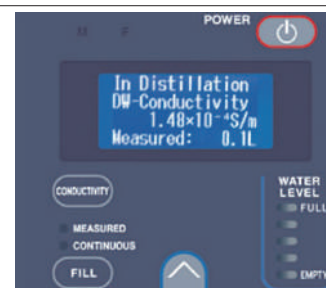 POWER
M F
In Distillation
DW-Conductivity
1.48×10⁻⁴S/m
Measured: 0.1L
CONDUCTIVITY
WATER
LEVEL
FULL
MEASURED
CONTINUOUS
FILL
EMPTY